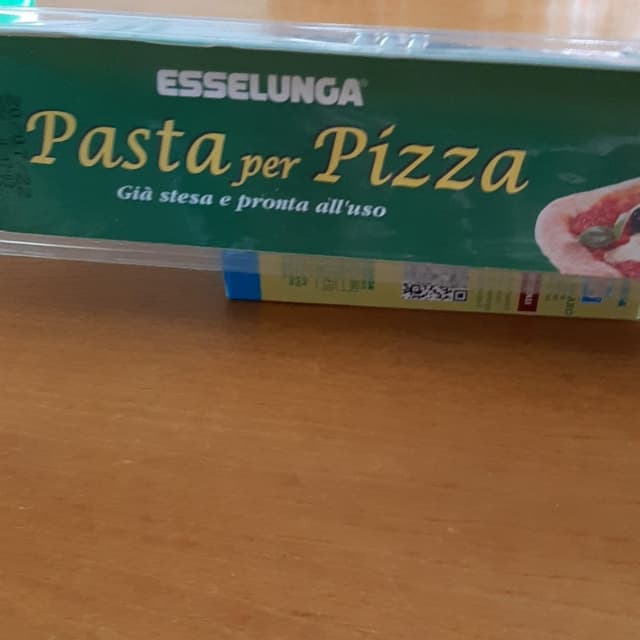 ESSELUNGA
Pasta per Pizza
Già stesa e pronta all'uso